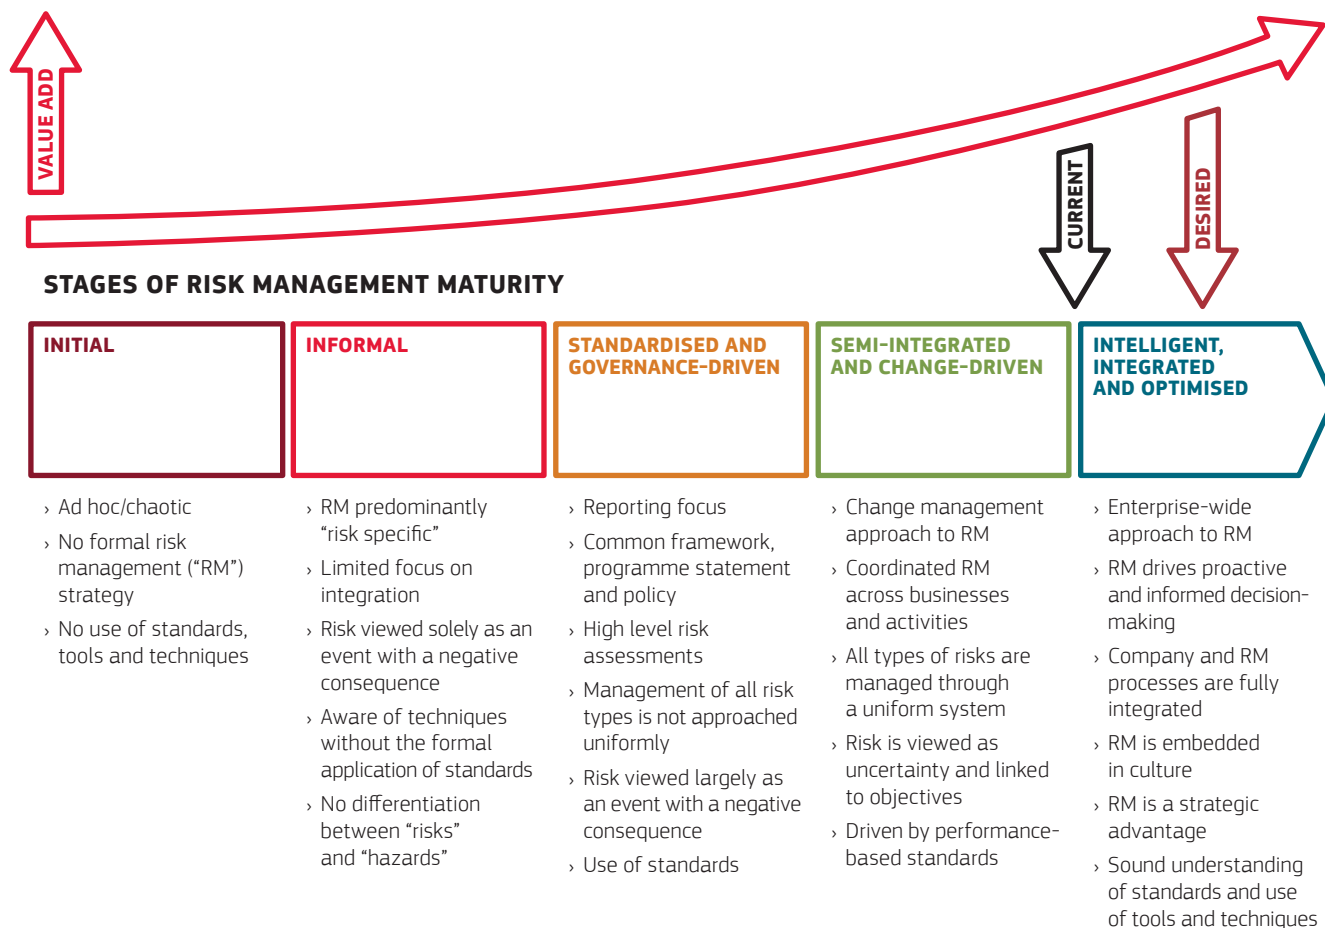 VALUE ADD
CURRENT
DESIRED
STAGES OF RISK MANAGEMENT MATURITY
INITIAL
› Ad hoc/chaotic
› No formal risk
management (“RM”)
strategy
› No use of standards,
tools and techniques
INFORMAL
› RM predominantly
“risk specific”
› Limited focus on
integration
› Risk viewed solely as an
event with a negative
consequence
› Aware of techniques
without the formal
application of standards
› No differentiation
between “risks”
and “hazards”
STANDARDISED AND
GOVERNANCE-DRIVEN
› Reporting focus
› Common framework,
programme statement
and policy
› High level risk
assessments
› Management of all risk
types is not approached
uniformly
› Risk viewed largely as
an event with a negative
consequence
› Use of standards
SEMI-INTEGRATED
AND CHANGE-DRIVEN
› Change management
approach to RM
› Coordinated RM
across businesses
and activities
› All types of risks are
managed through
a uniform system
› Risk is viewed as
uncertainty and linked
to objectives
› Driven by performance-
based standards
INTELLIGENT,
INTEGRATED
AND OPTIMISED
› Enterprise-wide
approach to RM
› RM drives proactive
and informed decision-
making
› Company and RM
processes are fully
integrated
› RM is embedded
in culture
› RM is a strategic
advantage
› Sound understanding
of standards and use
of tools and techniques